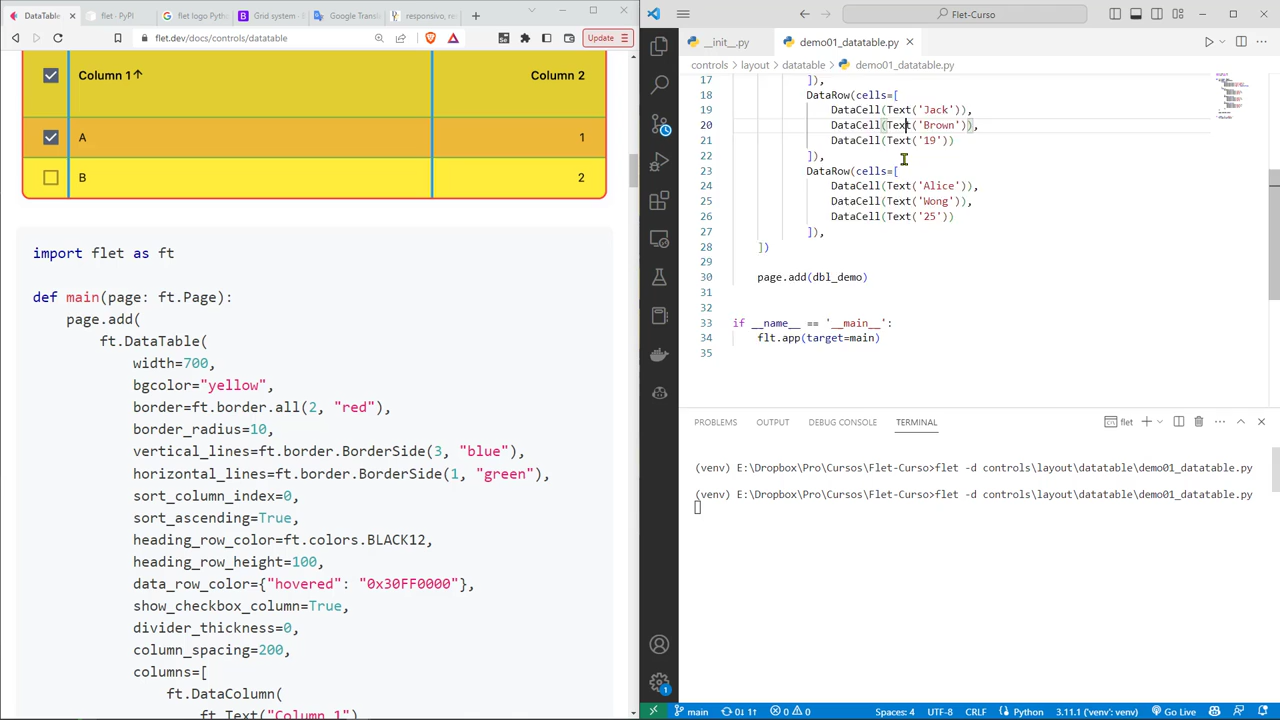 DataTable
flet · PyPI
flet logo Python
Grid system ·
Google Transl
responsivo, re
flet.dev/docs/controls/datatable
Update
Column 1↑ Column 2
A 1
B 2
import flet as ft
def main(page: ft.Page):
page.add(
ft.DataTable(
width=700,
bgcolor="yellow",
border=ft.border.all(2, "red"),
border_radius=10,
vertical_lines=ft.border.BorderSide(3, "blue"),
horizontal_lines=ft.border.BorderSide(1, "green"),
sort_column_index=0,
sort_ascending=True,
heading_row_color=ft.colors.BLACK12,
heading_row_height=100,
data_row_color={"hovered": "0x30FF0000"},
show_checkbox_column=True,
divider_thickness=0,
column_spacing=200,
columns=[
ft.DataColumn(
ft.Text("Column 1")
Flet-Curso
__init__.py
demo01_datatable.py
controls > layout > datatable > demo01_datatable.py
17 ]),
18 DataRow(cells=[
19 DataCell(Text('Jack')),
20 DataCell(Text('Brown')),
21 DataCell(Text('19'))
22 ]),
23 DataRow(cells=[
24 DataCell(Text('Alice')),
25 DataCell(Text('Wong')),
26 DataCell(Text('25'))
27 ]),
28 ])
29
30 page.add(dbl_demo)
31
32
33 if __name__ == '__main__':
34 flt.app(target=main)
35
PROBLEMS OUTPUT DEBUG CONSOLE TERMINAL
flet
(venv) E:\Dropbox\Pro\Cursos\Flet-Curso>flet -d controls\layout\datatable\demo01_datatable.py
(venv) E:\Dropbox\Pro\Cursos\Flet-Curso>flet -d controls\layout\datatable\demo01_datatable.py
1
main 0↓ 1↑ 0 0 Spaces: 4 UTF-8 CRLF Python 3.11.1 ('venv': venv) Go Live